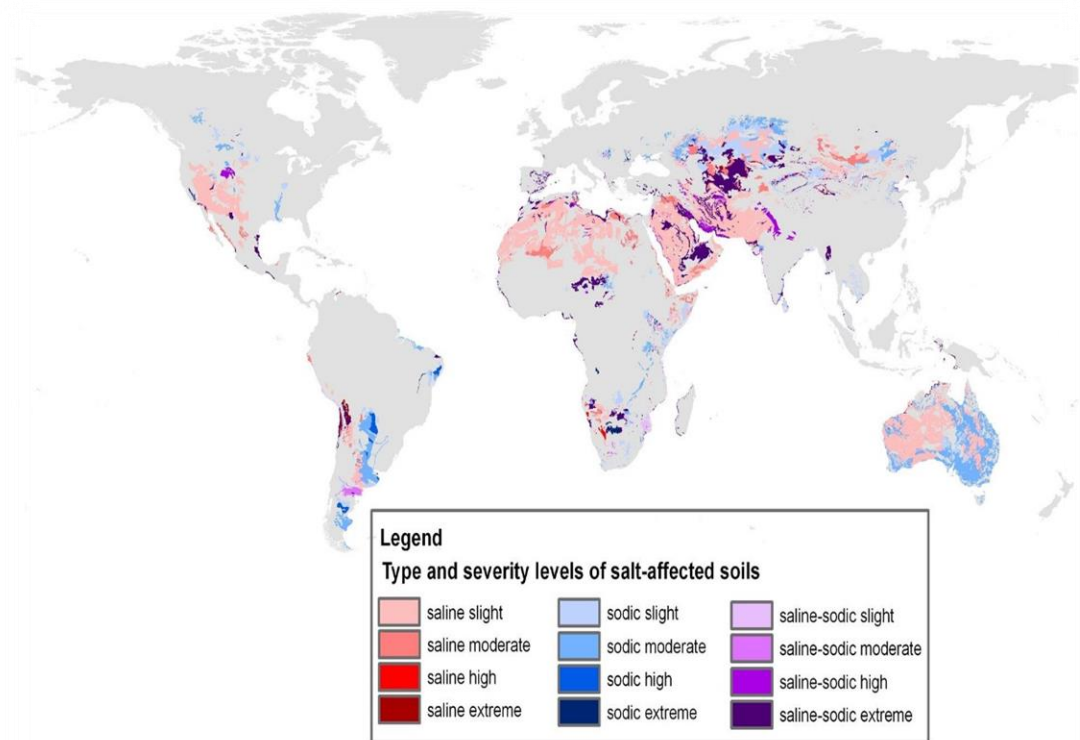 Legend
Type and severity levels of salt-affected soils
saline slight
saline moderate
saline high
saline extreme
sodic slight
sodic moderate
sodic high
sodic extreme
saline-sodic slight
saline-sodic moderate
saline-sodic high
saline-sodic extreme